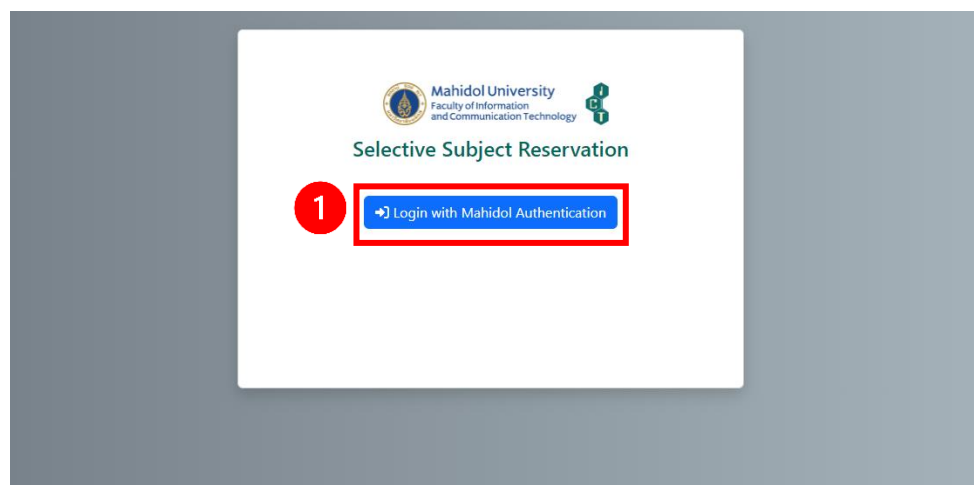 Mahidol University
Faculty of Information
and Communication Technology
i
C
T
Selective Subject Reservation
1
Login with Mahidol Authentication